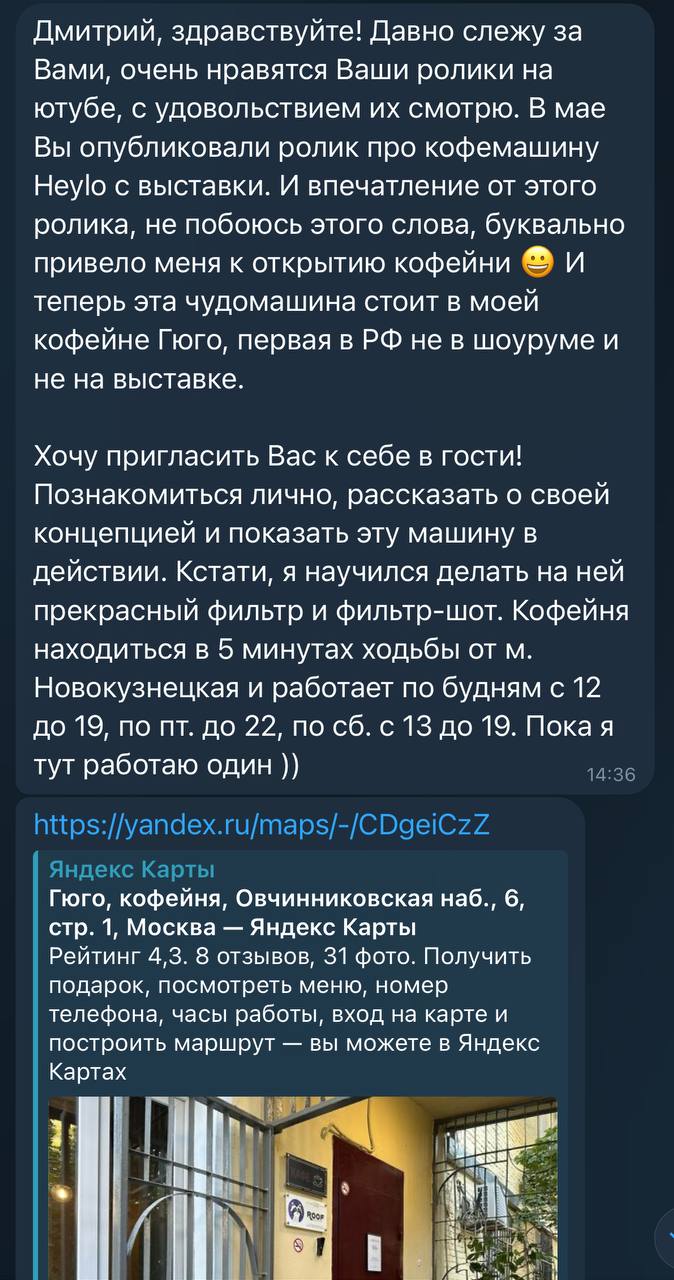 Дмитрий, здравствуйте! Давно слежу за
Вами, очень нравятся Ваши ролики на
ютубе, с удовольствием их смотрю. В мае
Вы опубликовали ролик про кофемашину
Heylo с выставки. И впечатление от этого
ролика, не побоюсь этого слова, буквально
привело меня к открытию кофейни 😀 И
теперь эта чудомашина стоит в моей
кофейне Гюго, первая в РФ не в шоуруме и
не на выставке.
Хочу пригласить Вас к себе в гости!
Познакомиться лично, рассказать о своей
концепцией и показать эту машину в
действии. Кстати, я научился делать на ней
прекрасный фильтр и фильтр-шот. Кофейня
находиться в 5 минутах ходьбы от м.
Новокузнецкая и работает по будням с 12
до 19, по пт. до 22, по сб. с 13 до 19. Пока я
тут работаю один ))
14:36
https://yandex.ru/maps/-/CDgeiCzZ
Яндекс Карты
Гюго, кофейня, Овчинниковская наб., 6,
стр. 1, Москва — Яндекс Карты
Рейтинг 4,3. 8 отзывов, 31 фото. Получить
подарок, посмотреть меню, номер
телефона, часы работы, вход на карте и
построить маршрут — вы можете в Яндекс
Картах
ROOF